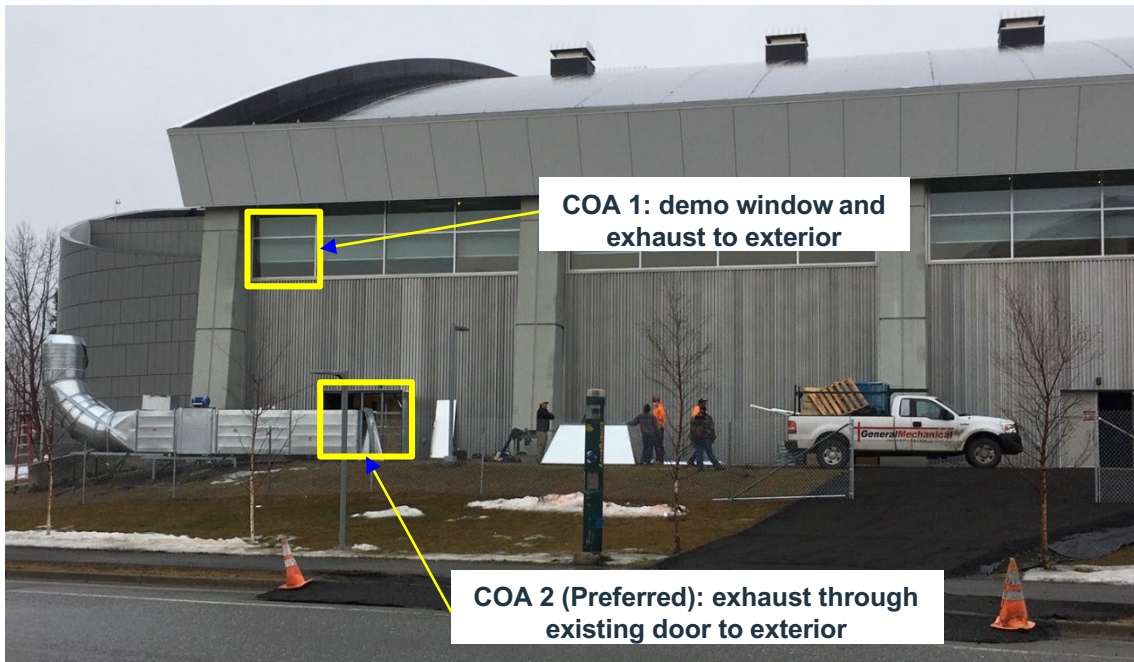 COA 1: demo window and
exhaust to exterior
GeneralMechanical
COA 2 (Preferred): exhaust through
existing door to exterior